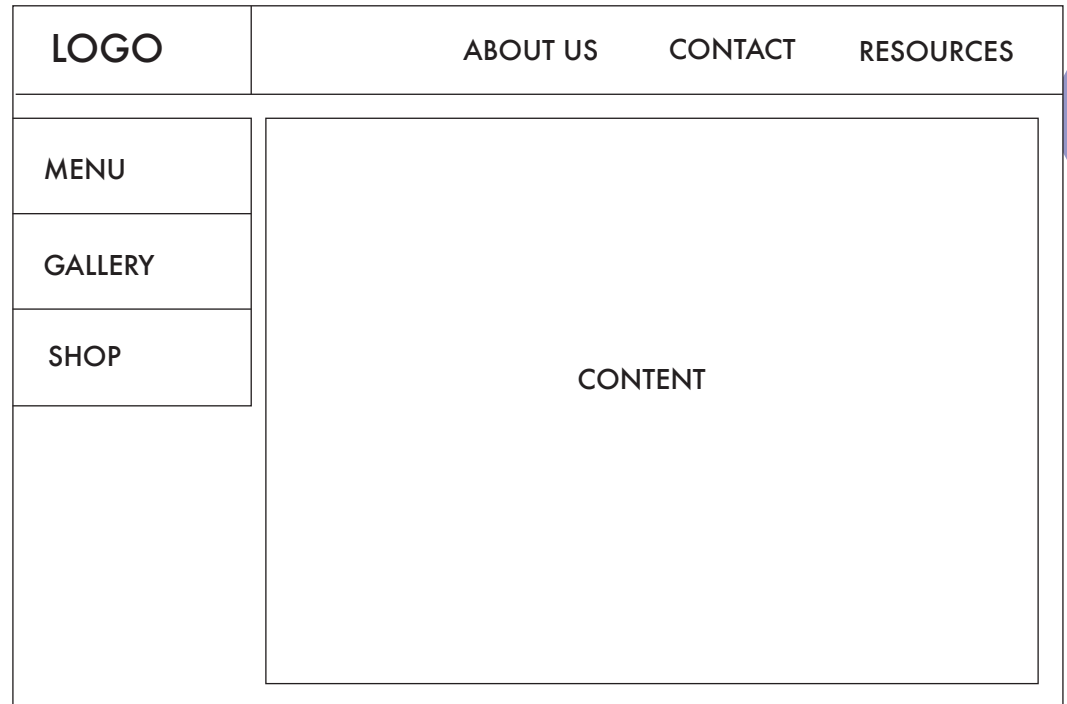 LOGO
ABOUT US
CONTACT
RESOURCES
MENU
GALLERY
SHOP
CONTENT